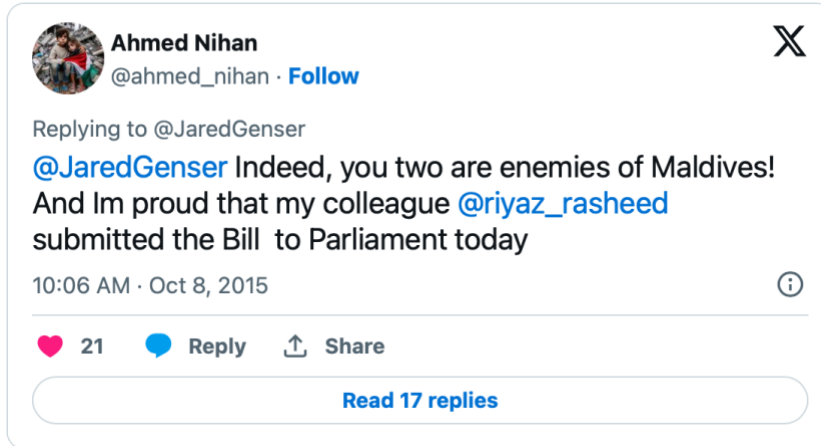 Ahmed Nihan
@ahmed_nihan · Follow
Replying to @JaredGenser
@JaredGenser Indeed, you two are enemies of Maldives!
And Im proud that my colleague @riyaz_rasheed
submitted the Bill  to Parliament today
10:06 AM · Oct 8, 2015
21 Reply Share
Read 17 replies